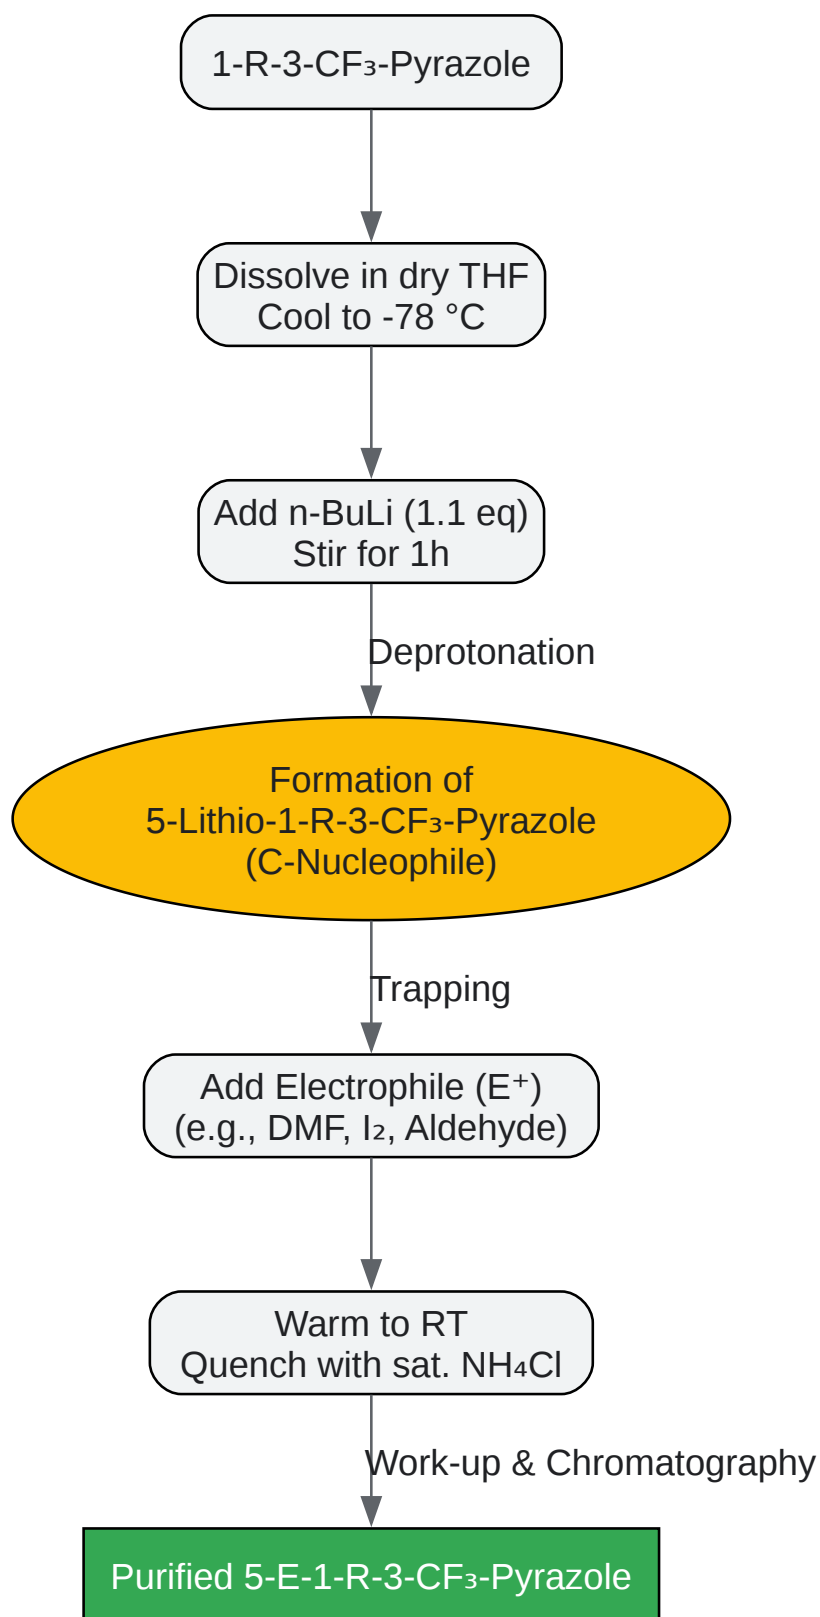 1-R-3-CF₃-Pyrazole
Dissolve in dry THF
Cool to -78 °C
Add n-BuLi (1.1 eq)
Stir for 1h
Deprotonation
Formation of
5-Lithio-1-R-3-CF₃-Pyrazole
(C-Nucleophile)
Trapping
Add Electrophile (E⁺)
(e.g., DMF, I₂, Aldehyde)
Warm to RT
Quench with sat. NH₄Cl
Work-up & Chromatography
Purified 5-E-1-R-3-CF₃-Pyrazole